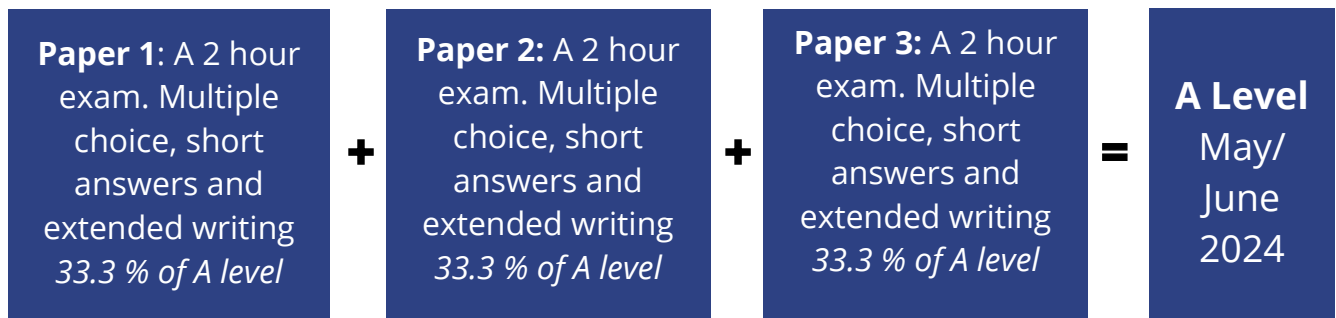 Paper 1: A 2 hour
exam. Multiple
choice, short
answers and
extended writing
33.3 % of A level
+
Paper 2: A 2 hour
exam. Multiple
choice, short
answers and
extended writing
33.3 % of A level
+
Paper 3: A 2 hour
exam. Multiple
choice, short
answers and
extended writing
33.3 % of A level
=
A Level
May/
June
2024